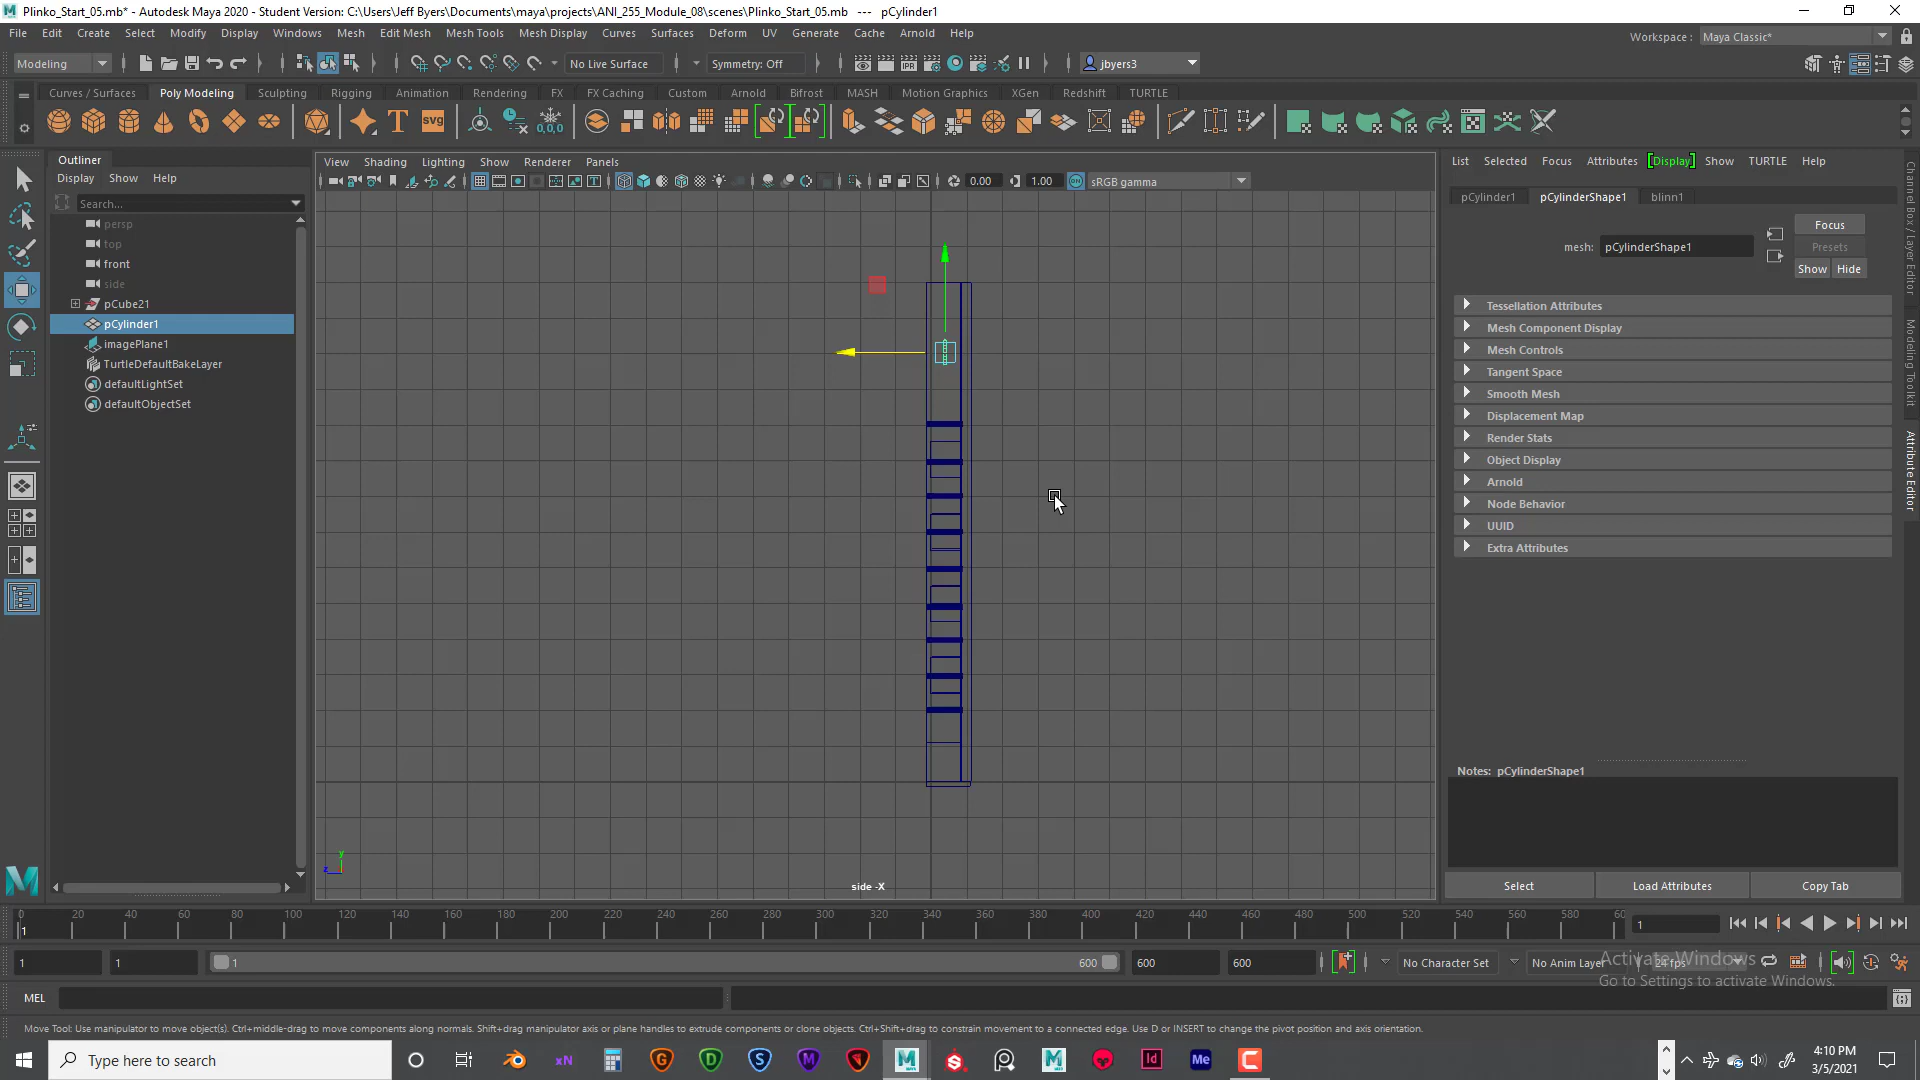 Plinko_Start_05.mb* - Autodesk Maya 2020 - Student Version: C:\Users\Jeff Byers\Documents\maya\projects\ANI_255_Module_08\scenes\Plinko_Start_05.mb --- pCylinder1
File Edit Create Select Modify Display Windows Mesh Edit Mesh Mesh Tools Mesh Display Curves Surfaces Deform UV Generate Cache Arnold Help
Workspace : Maya Classic*
Modeling No Live Surface Symmetry: Off jbyers3
Curves / Surfaces Poly Modeling Sculpting Rigging Animation Rendering FX FX Caching Custom Arnold Bifrost MASH Motion Graphics XGen Redshift TURTLE
Outliner
Display Show Help
Search...
persp
top
front
side
pCube21
pCylinder1
imagePlane1
TurtleDefaultBakeLayer
defaultLightSet
defaultObjectSet
View Shading Lighting Show Renderer Panels
0.00 1.00 sRGB gamma
y
z
side -X
List Selected Focus Attributes Display Show TURTLE Help
pCylinder1 pCylinderShape1 blinn1
Focus
mesh: pCylinderShape1
Presets
Show Hide
Tessellation Attributes
Mesh Component Display
Mesh Controls
Tangent Space
Smooth Mesh
Displacement Map
Render Stats
Object Display
Arnold
Node Behavior
UUID
Extra Attributes
Notes: pCylinderShape1
Select Load Attributes Copy Tab
Channel Box / Layer Editor
Modeling Toolkit
Attribute Editor
0 20 40 60 80 100 120 140 160 180 200 220 240 260 280 300 320 340 360 380 400 420 440 460 480 500 520 540 560 580 60
1 1
1 1 1 600 600 600 No Character Set No Anim Layer 24 fps
Activate Windows
Go to Settings to activate Windows.
MEL
Move Tool: Use manipulator to move object(s). Ctrl+middle-drag to move components along normals. Shift+drag manipulator axis or plane handles to extrude components or clone objects. Ctrl+Shift+drag to constrain movement to a connected edge. Use D or INSERT to change the pivot position and axis orientation.
Type here to search
4:10 PM
3/5/2021